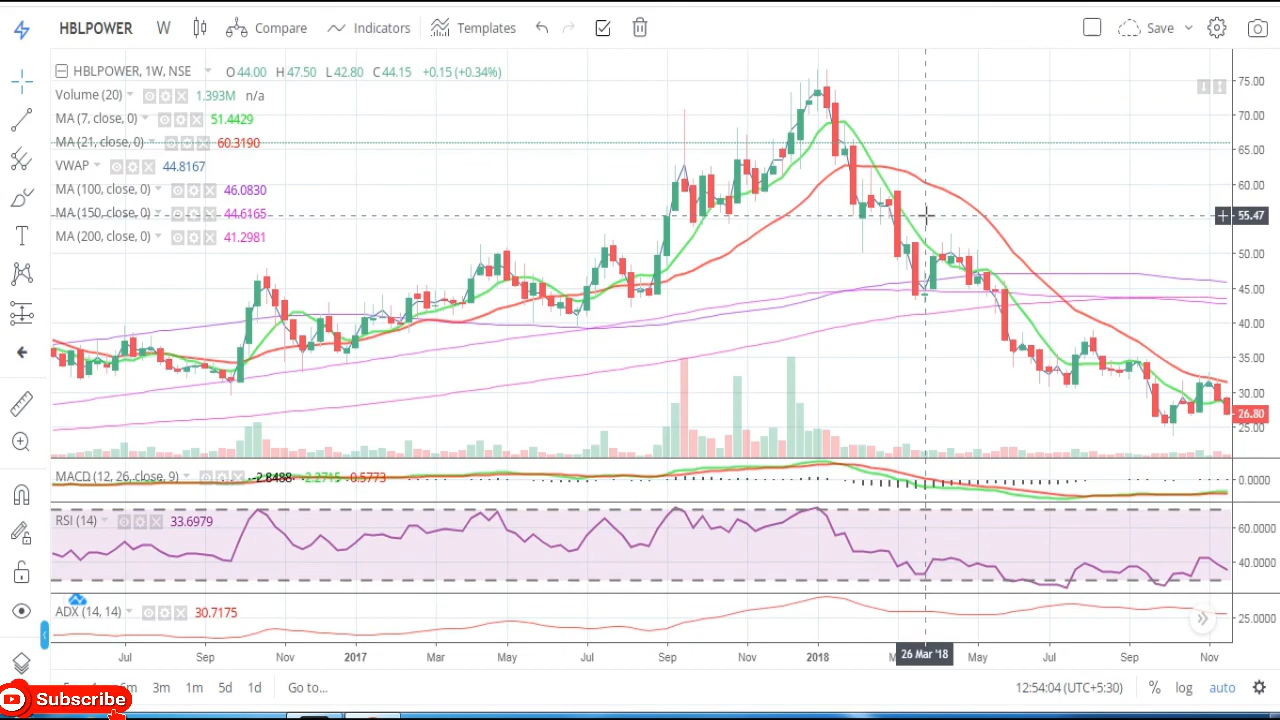 HBLPOWER W Compare Indicators Templates Save
HBLPOWER, 1W, NSE O44.00 H47.50 L42.80 C44.15 +0.15 (+0.34%)
Volume (20) 1.393M n/a
MA (7, close, 0) 51.4429
MA (21, close, 0) 60.3190
VWAP 44.8167
MA (100, close, 0) 46.0830
MA (150, close, 0) 44.6165
MA (200, close, 0) 41.2981
75.00
70.00
65.00
60.00
55.47
50.00
45.00
40.00
35.00
30.00
26.80
25.00
MACD (12, 26, close, 9) -2.8488 -2.2715 -0.5773
0.0000
RSI (14) 33.6979
60.0000
40.0000
ADX (14, 14) 30.7175
25.0000
Jul Sep Nov 2017 Mar May Jul Sep Nov 2018 26 Mar '18 May Jul Sep Nov
3m 1m 5d 1d Go to... 12:54:04 (UTC+5:30) % log auto
Subscribe